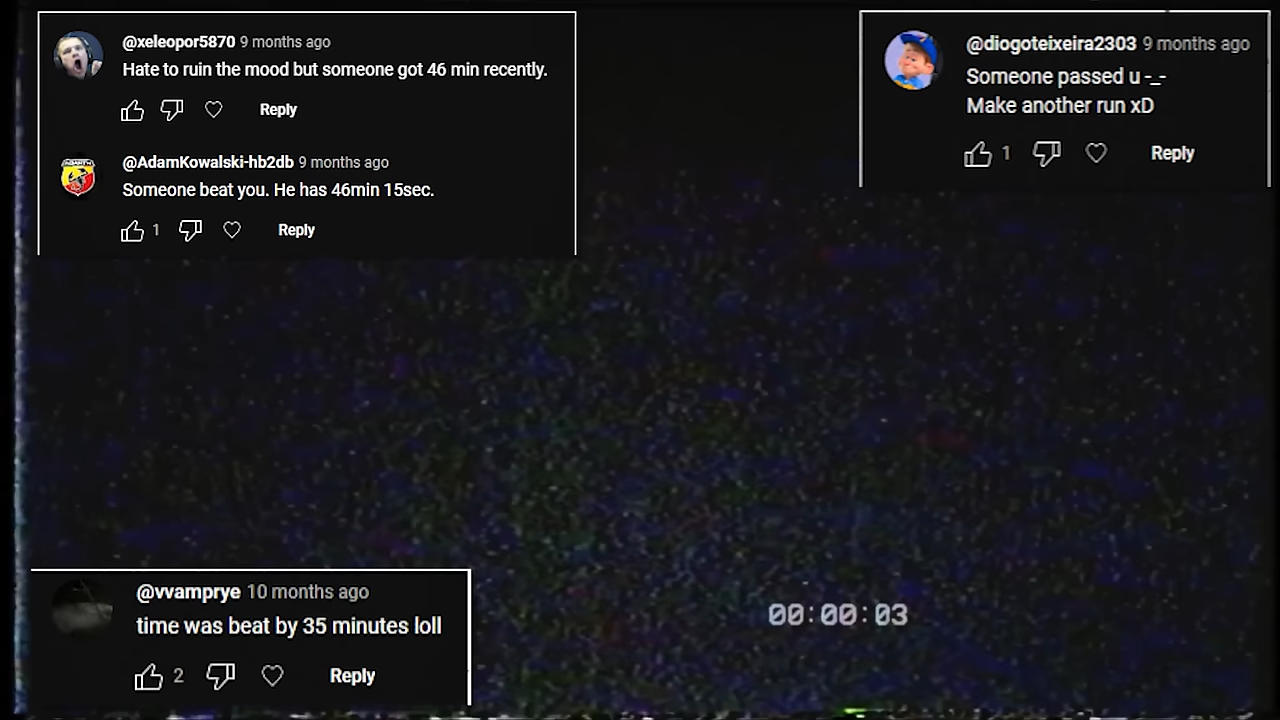 @xeleopor5870 9 months ago
Hate to ruin the mood but someone got 46 min recently.
Reply
@AdamKowalski-hb2db 9 months ago
Someone beat you. He has 46min 15sec.
1 Reply
@diogoteixeira2303 9 months ago
Someone passed u -_-
Make another run xD
1 Reply
@vvamprye 10 months ago
time was beat by 35 minutes loll
2 Reply
00:00:03